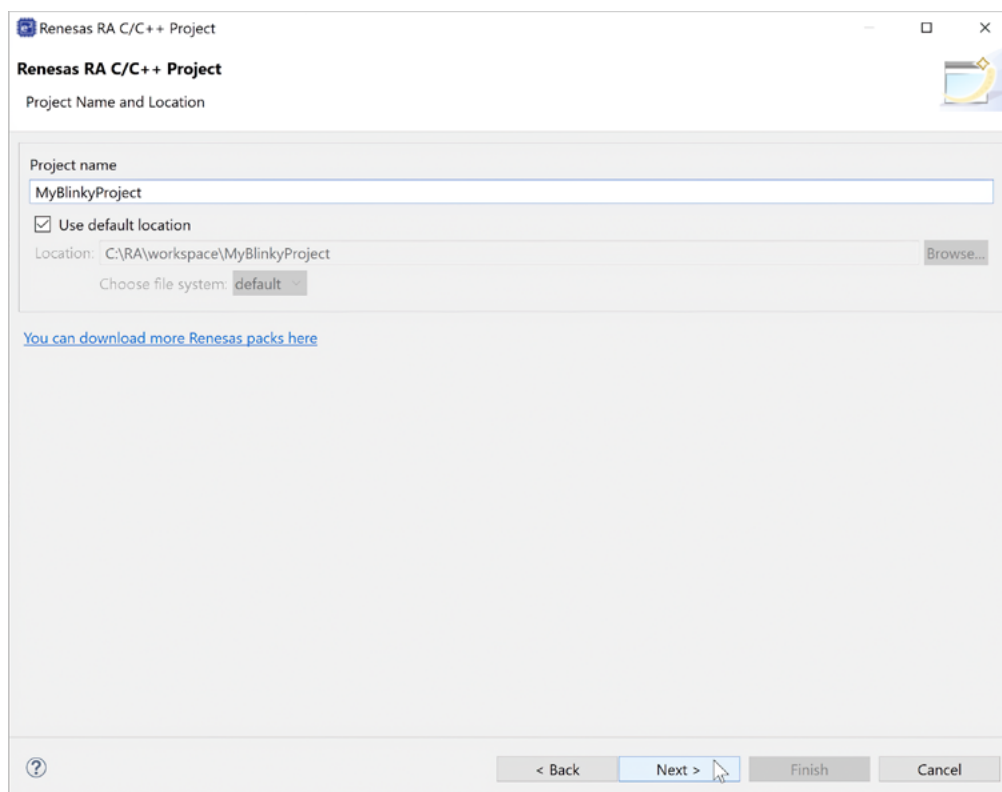 Renesas RA C/C++ Project
Renesas RA C/C++ Project
Project Name and Location
Project name
MyBlinkyProject
Use default location
Location: C:\RA\workspace\MyBlinkyProject Browse...
Choose file system: default
You can download more Renesas packs here
? < Back Next > Finish Cancel